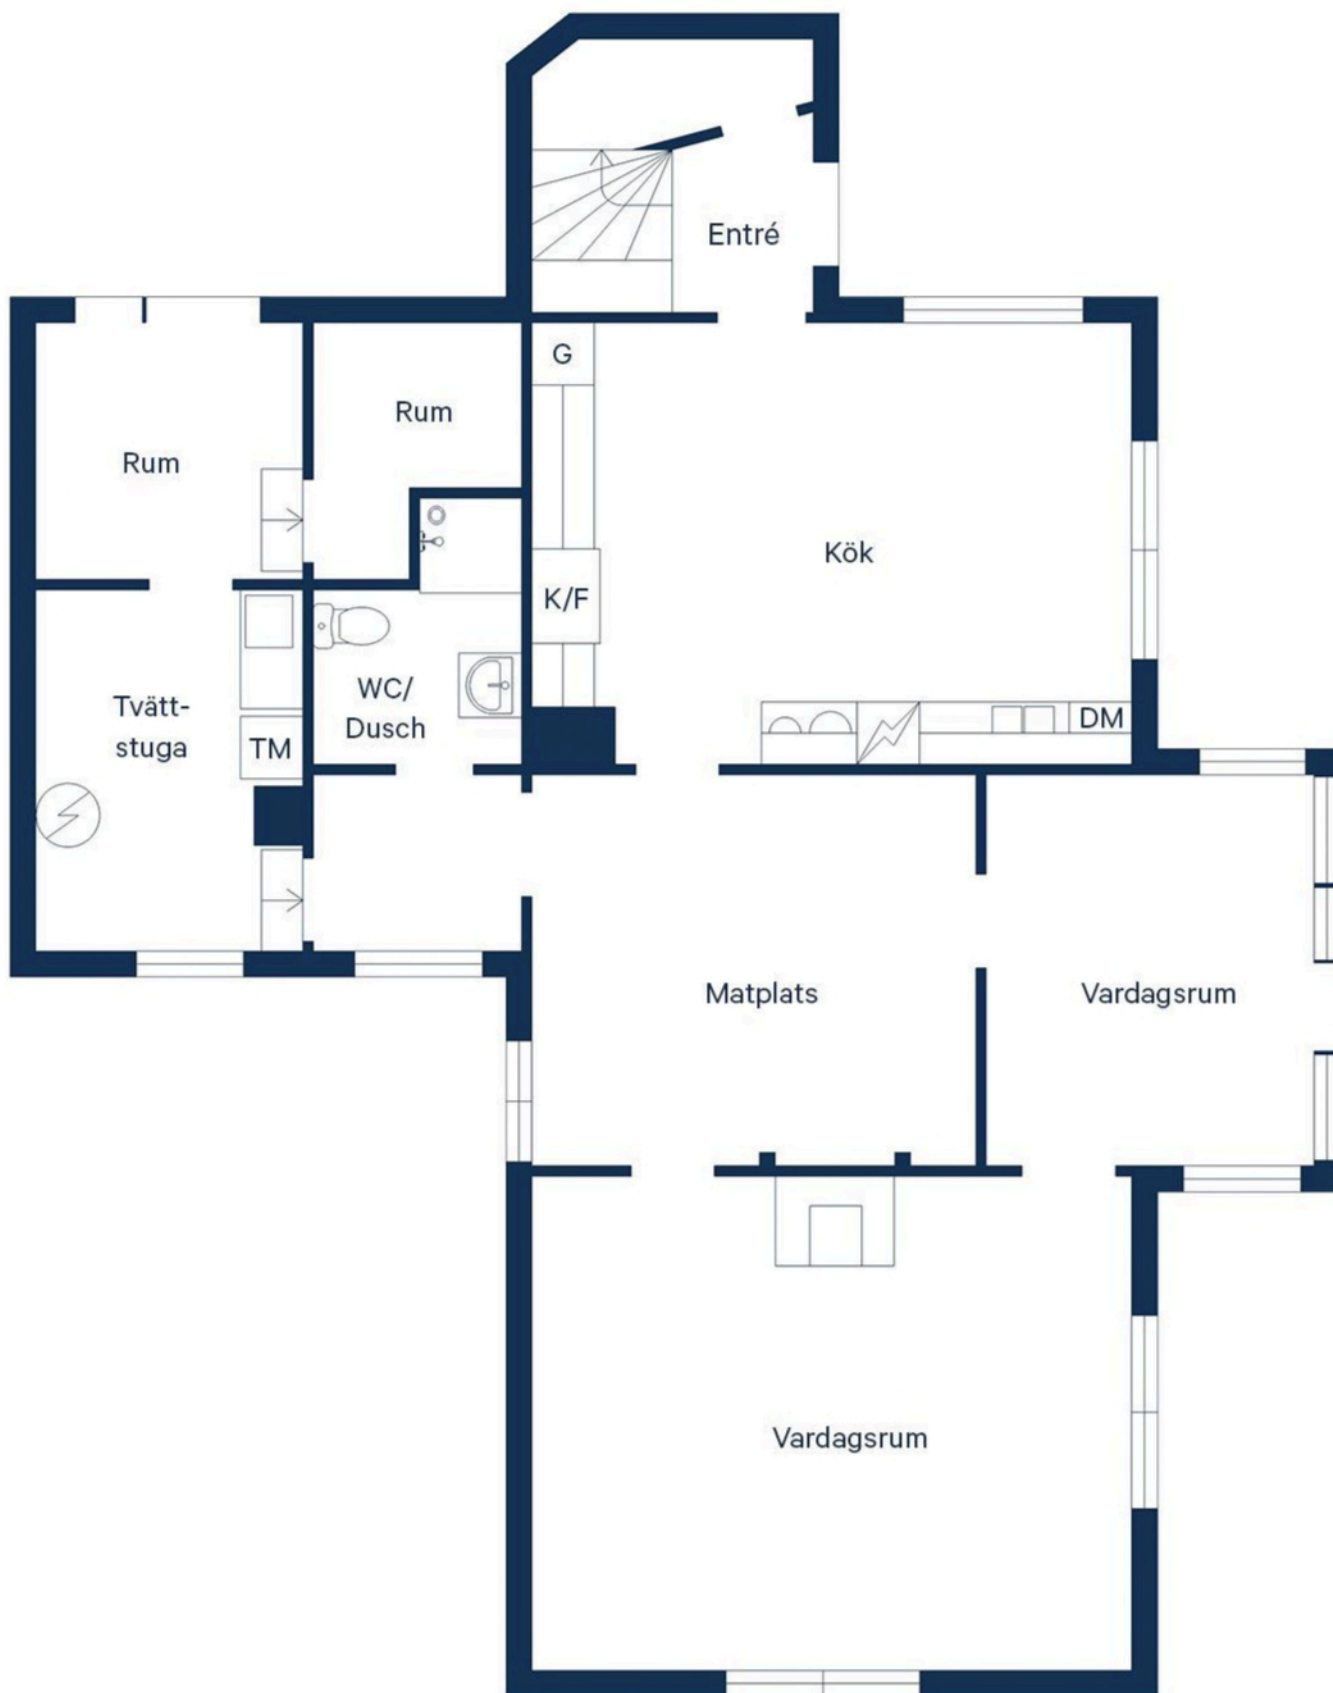 Entré
G
Rum
Rum
Kök
K/F
WC/
Dusch
Tvätt-
stuga
TM
DM
Matplats
Vardagsrum
Vardagsrum